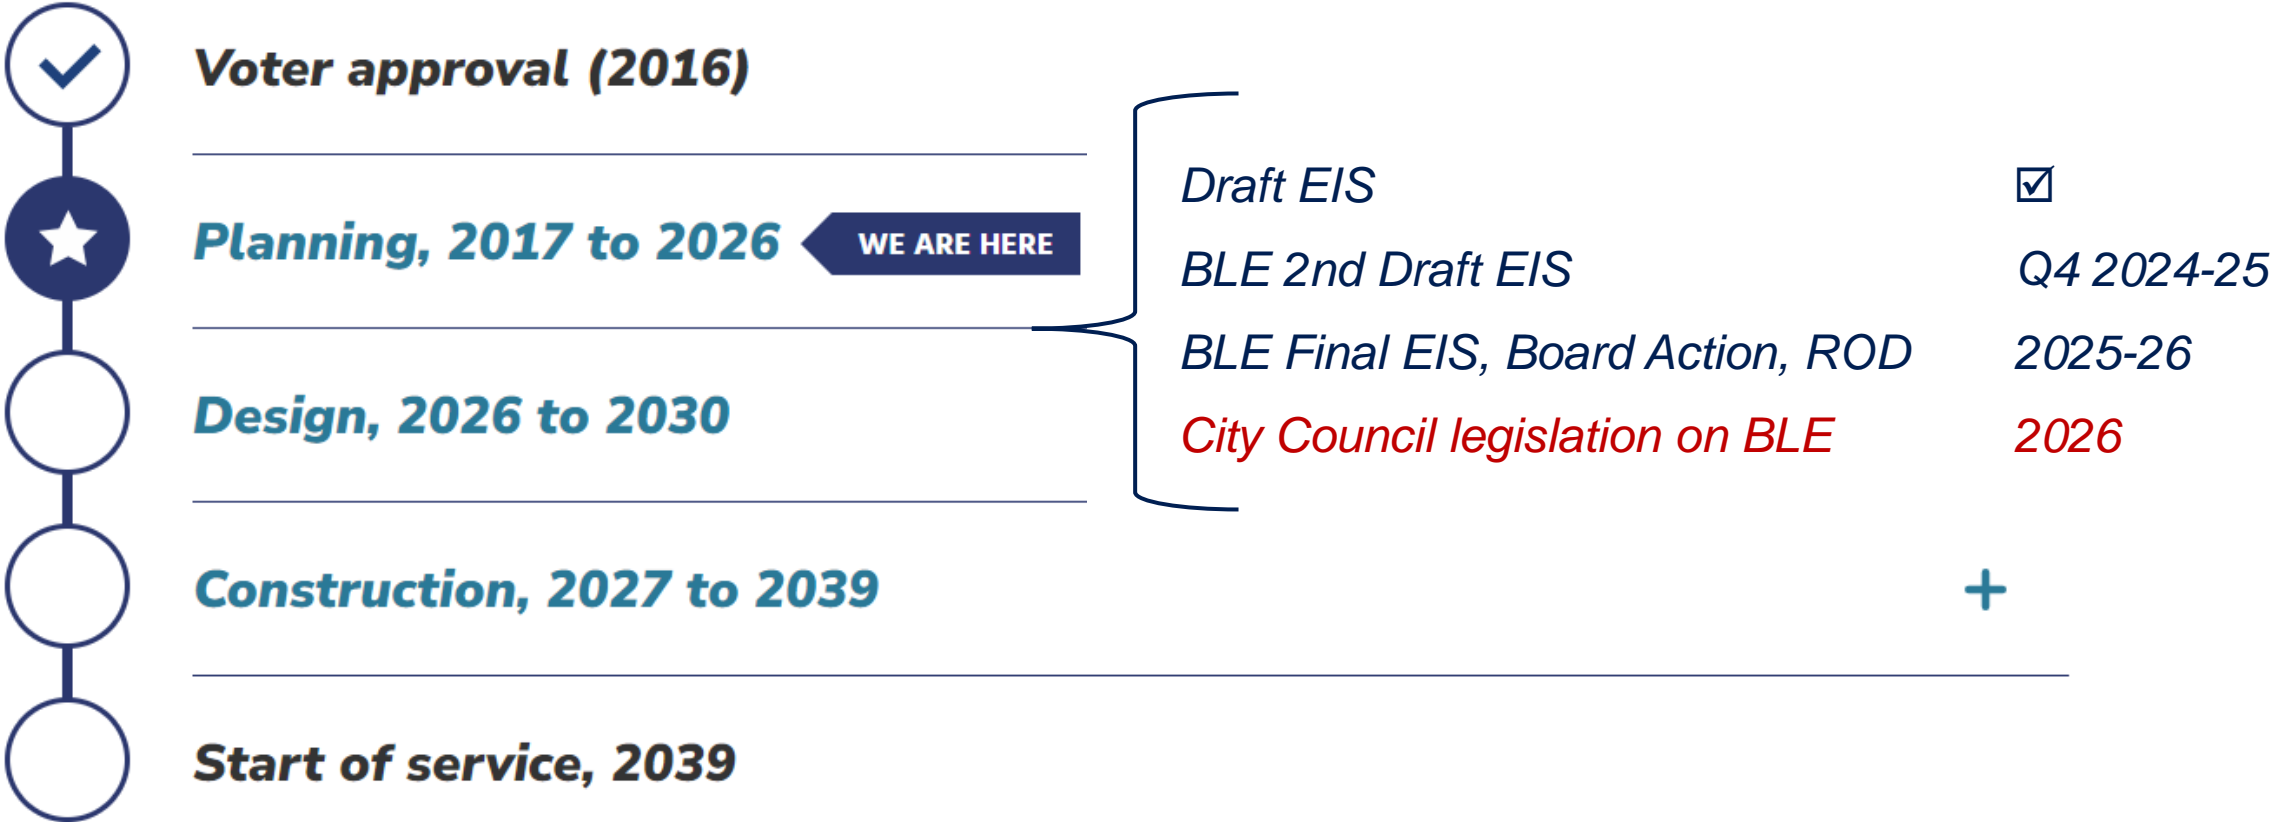 Voter approval (2016)
Planning, 2017 to 2026
WE ARE HERE
Draft EIS ☑
BLE 2nd Draft EIS Q4 2024-25
BLE Final EIS, Board Action, ROD 2025-26
City Council legislation on BLE 2026
Design, 2026 to 2030
Construction, 2027 to 2039 +
Start of service, 2039